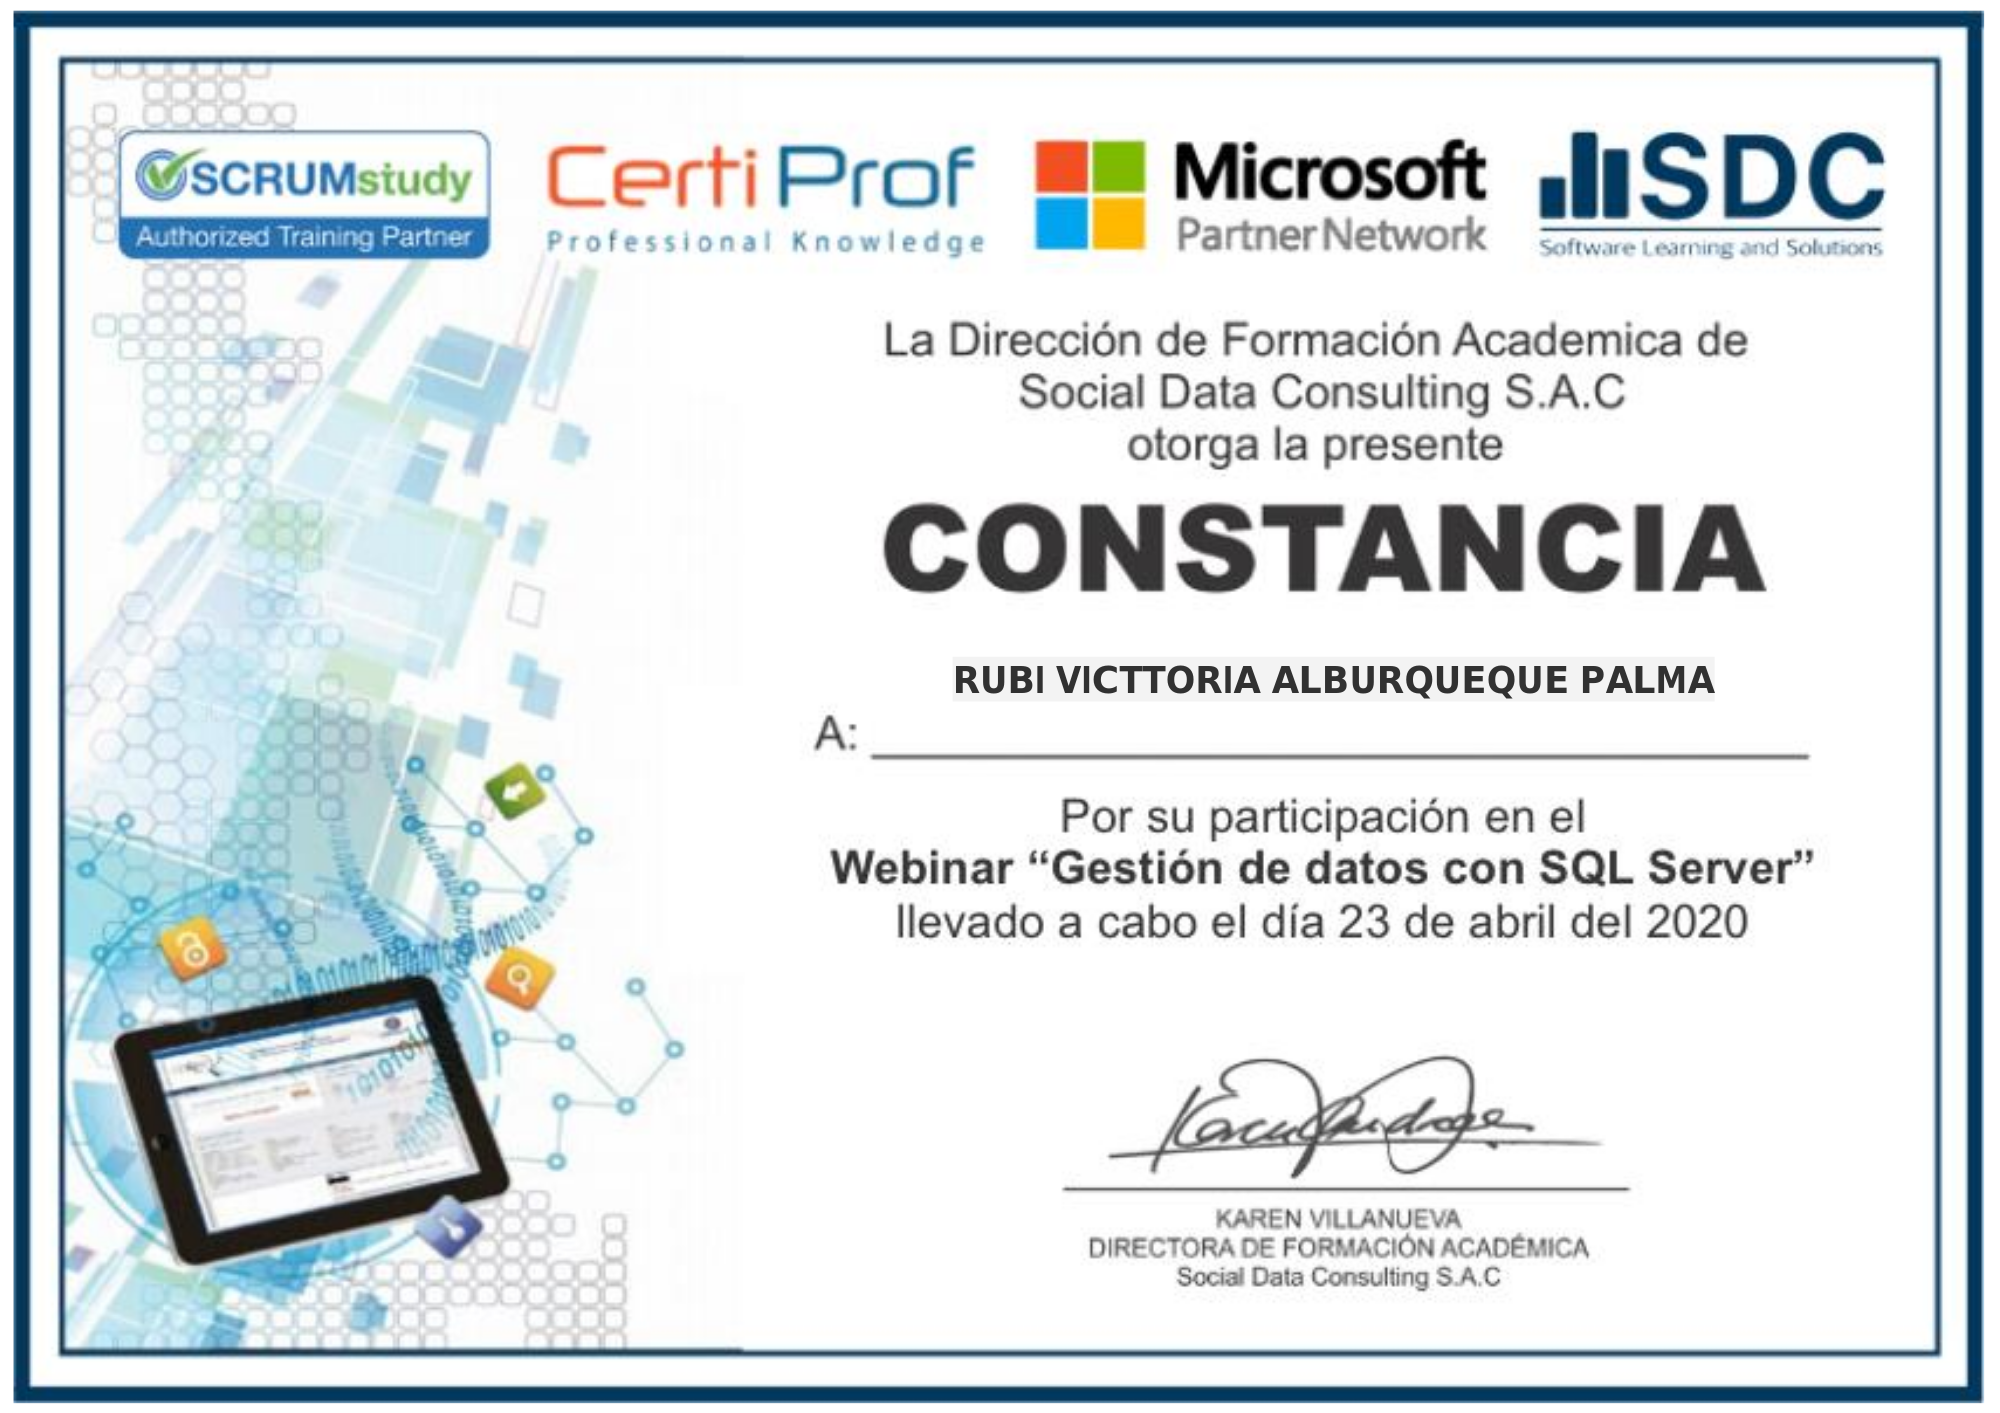 SCRUMstudy
Authorized Training Partner
CertiProf
Professional Knowledge
Microsoft
Partner Network
SDC
Software Learning and Solutions
La Dirección de Formación Academica de
Social Data Consulting S.A.C
otorga la presente
CONSTANCIA
RUBI VICTTORIA ALBURQUEQUE PALMA
A:
Por su participación en el
Webinar “Gestión de datos con SQL Server”
llevado a cabo el día 23 de abril del 2020
KAREN VILLANUEVA
DIRECTORA DE FORMACIÓN ACADÉMICA
Social Data Consulting S.A.C